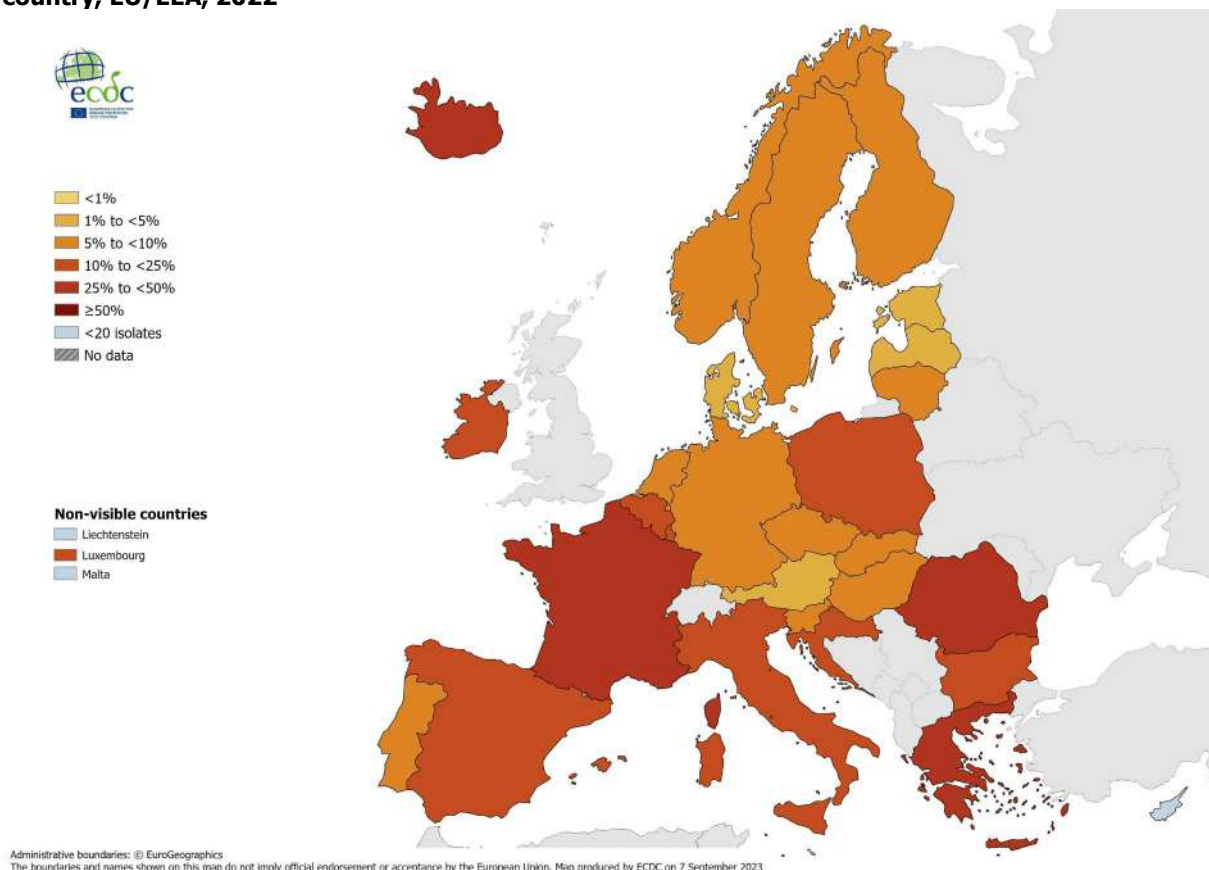 country, EU/EEA, 2022
ecdc
<1%
1% to <5%
5% to <10%
10% to <25%
25% to <50%
≥50%
<20 isolates
No data
Non-visible countries
Liechtenstein
Luxembourg
Malta
Administrative boundaries: © EuroGeographics
The boundaries and names shown on this map do not imply official endorsement or acceptance by the European Union. Map produced by ECDC on 7 September 2023